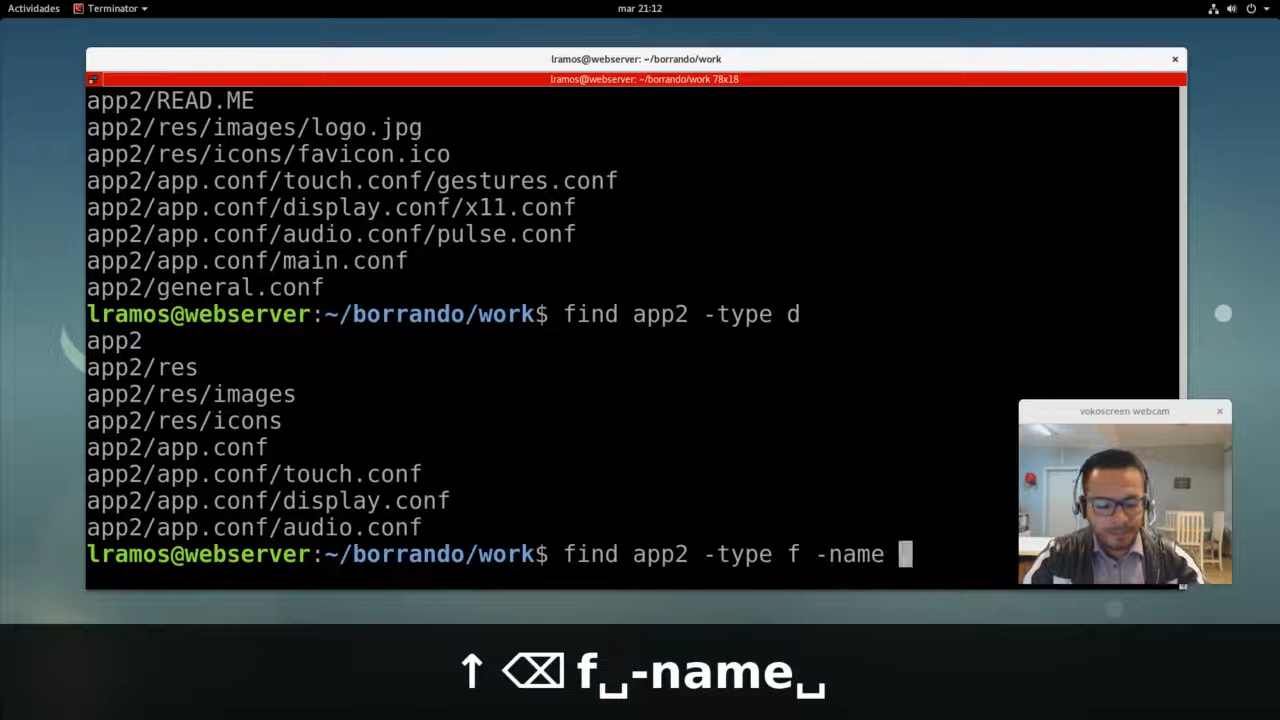 Actividades Terminator mar 21:12
lramos@webserver: ~/borrando/work
lramos@webserver: ~/borrando/work 78x18
app2/READ.ME
app2/res/images/logo.jpg
app2/res/icons/favicon.ico
app2/app.conf/touch.conf/gestures.conf
app2/app.conf/display.conf/x11.conf
app2/app.conf/audio.conf/pulse.conf
app2/app.conf/main.conf
app2/general.conf
lramos@webserver:~/borrando/work$ find app2 -type d
app2
app2/res
app2/res/images
app2/res/icons
app2/app.conf
app2/app.conf/touch.conf
app2/app.conf/display.conf
app2/app.conf/audio.conf
lramos@webserver:~/borrando/work$ find app2 -type f -name
vokoscreen webcam
↑ ⌫ f␣-name␣